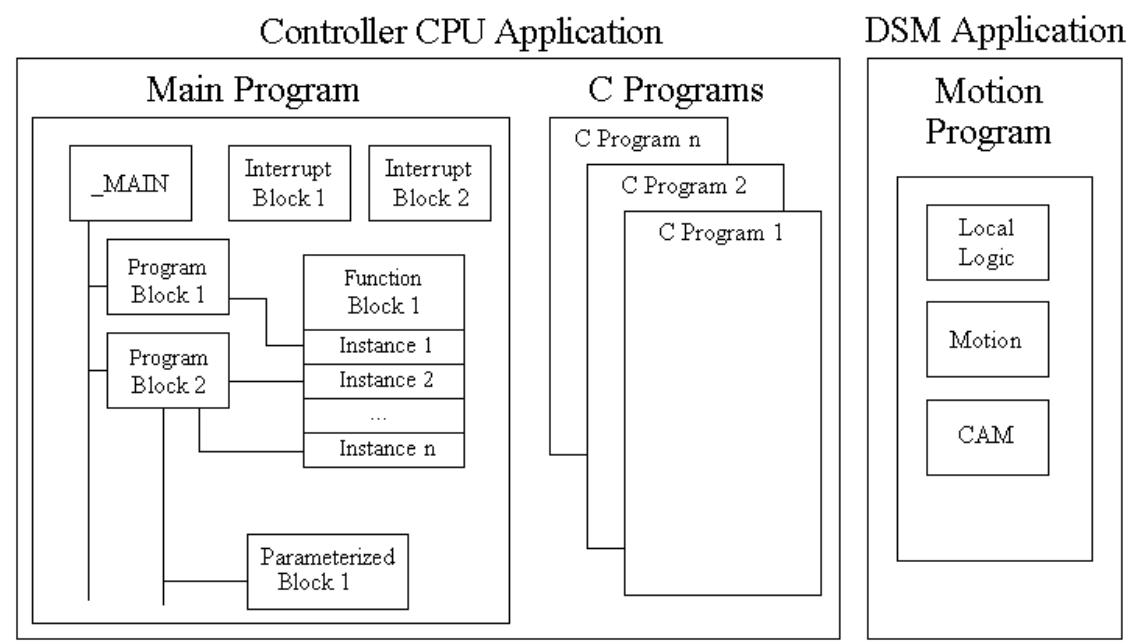 Controller CPU Application
DSM Application
Main Program
C Programs
Motion
Program
_MAIN
Interrupt
Block 1
Interrupt
Block 2
Program
Block 1
Function
Block 1
Instance 1
Program
Block 2
Instance 2
...
Instance n
Parameterized
Block 1
C Program n
C Program 2
C Program 1
Local
Logic
Motion
CAM